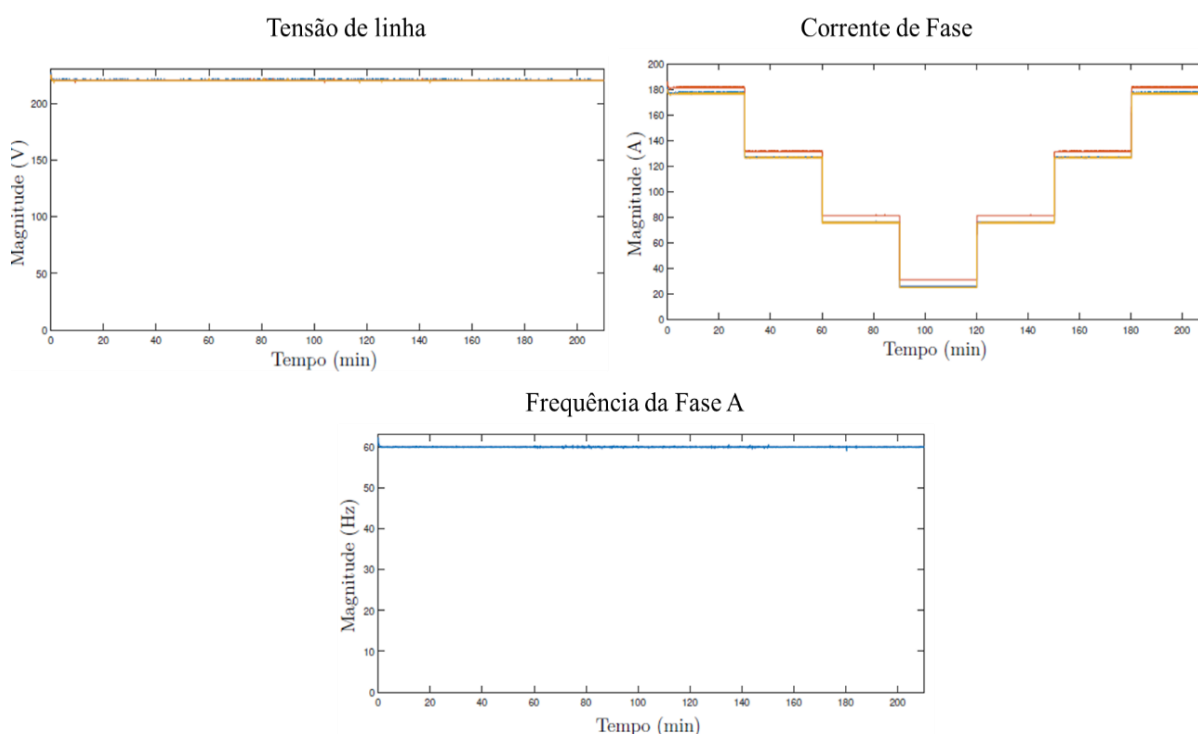 Tensão de linha
Magnitude (V)
200
150
100
50
0
0 20 40 60 80 100 120 140 160 180 200
Tempo (min)
Corrente de Fase
Magnitude (A)
200
180
160
140
120
100
80
60
40
20
0
0 20 40 60 80 100 120 140 160 180 200
Tempo (min)
Frequência da Fase A
Magnitude (Hz)
60
50
40
30
20
10
0
0 20 40 60 80 100 120 140 160 180 200
Tempo (min)